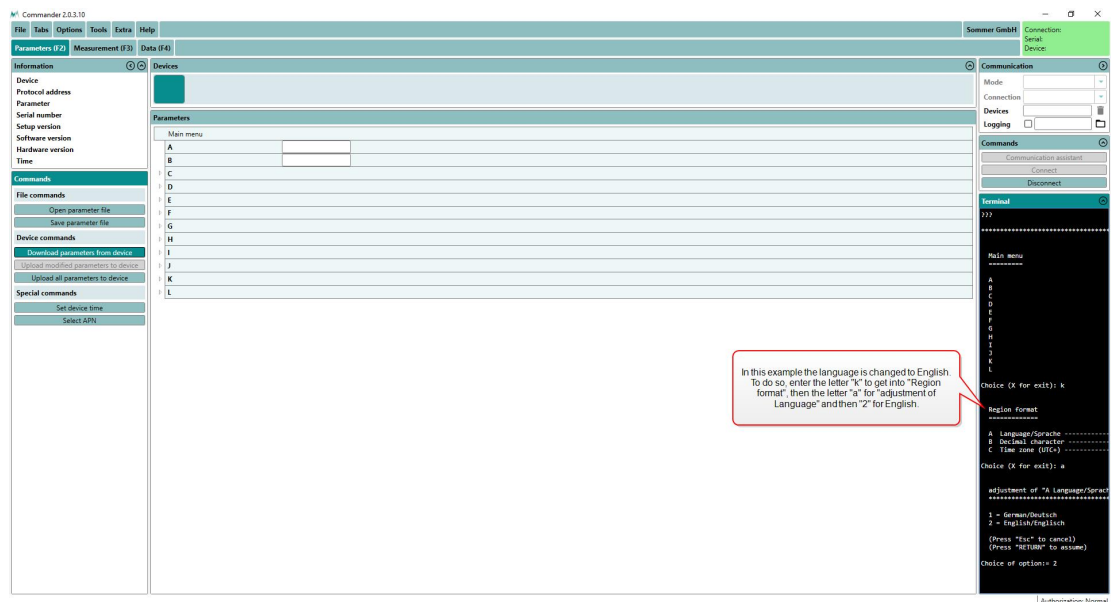 Commander 2.0.3.10
File Tabs Options Tools Extra Help
Sommer GmbH
Connection:
Serial:
Device:
Parameters (F2) Measurement (F3) Data (F4)
Information
Device
Protocol address
Parameter
Serial number
Setup version
Software version
Hardware version
Time
Commands
File commands
Open parameter file
Save parameter file
Device commands
Download parameters from device
Upload modified parameters to device
Upload all parameters to device
Special commands
Set device time
Select APN
Devices
Parameters
Main menu
A
B
C
D
E
F
G
H
I
J
K
L
In this example the language is changed to English.
To do so, enter the letter "k" to get into "Region
format", then the letter "a" for "adjustment of
Language" and then "2" for English.
Communication
Mode
Connection
Devices
Logging
Commands
Communication assistant
Connect
Disconnect
Terminal
???
***********************************
Main menu
---------
A
B
C
D
E
F
G
H
I
J
K
L
Choice (X for exit): k
Region format
-------------
A Language/Sprache ------------
B Decimal character -----------
C Time zone (UTC+) ------------
Choice (X for exit): a
adjustment of "A Language/Sprach
********************************
1 = German/Deutsch
2 = English/Englisch
(Press "Esc" to cancel)
(Press "RETURN" to assume)
Choice of option:= 2
Authorization: Normal